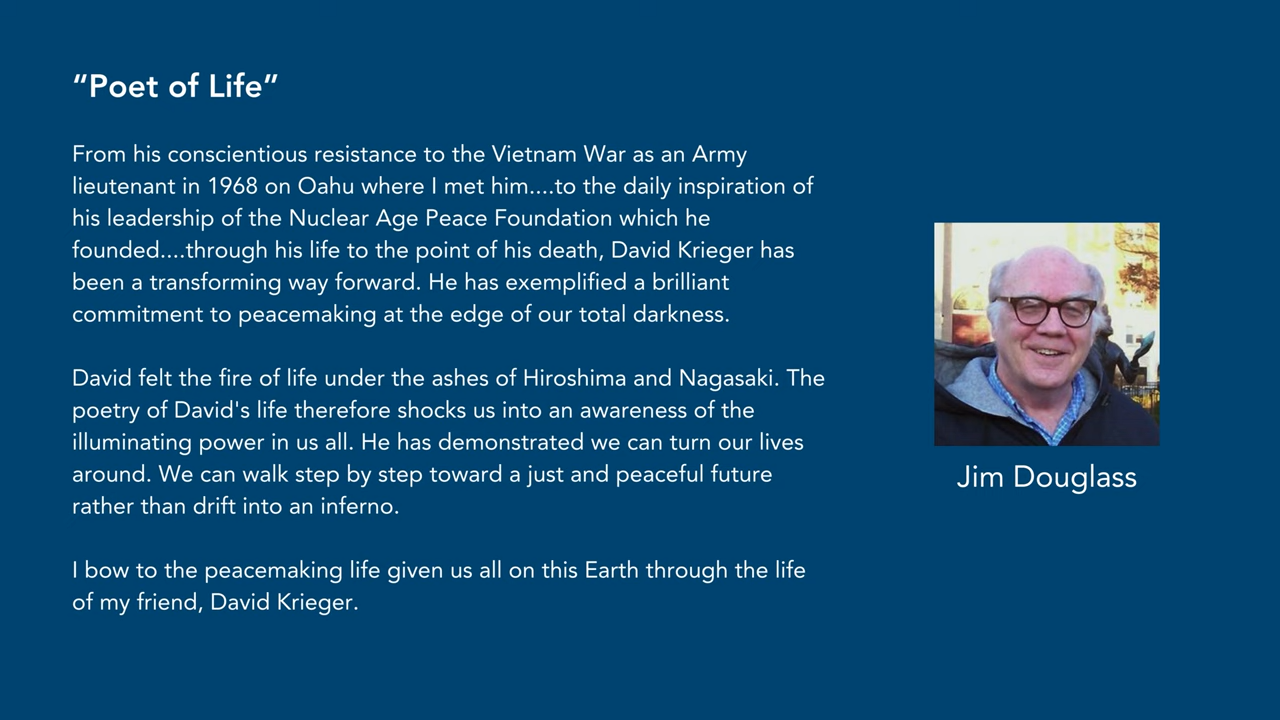 “Poet of Life”
From his conscientious resistance to the Vietnam War as an Army
lieutenant in 1968 on Oahu where I met him....to the daily inspiration of
his leadership of the Nuclear Age Peace Foundation which he
founded....through his life to the point of his death, David Krieger has
been a transforming way forward. He has exemplified a brilliant
commitment to peacemaking at the edge of our total darkness.
David felt the fire of life under the ashes of Hiroshima and Nagasaki. The
poetry of David's life therefore shocks us into an awareness of the
illuminating power in us all. He has demonstrated we can turn our lives
around. We can walk step by step toward a just and peaceful future
rather than drift into an inferno.
I bow to the peacemaking life given us all on this Earth through the life
of my friend, David Krieger.
Jim Douglass